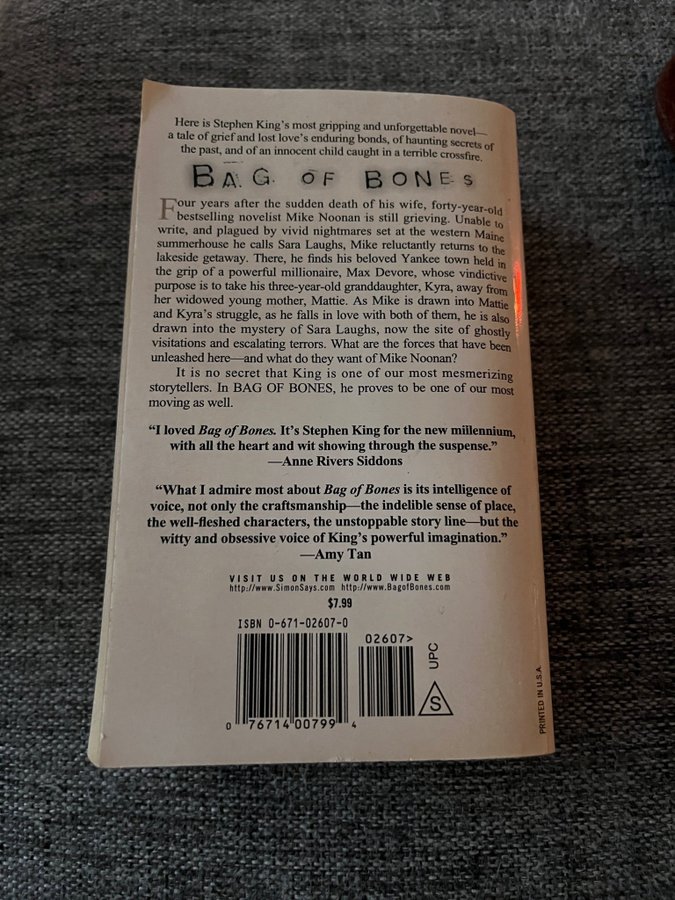 Here is Stephen King's most gripping and unforgettable novel—
a tale of grief and lost love's enduring bonds, of haunting secrets of
the past, and of an innocent child caught in a terrible crossfire.
BAG OF BONES
Four years after the sudden death of his wife, forty-year-old
bestselling novelist Mike Noonan is still grieving. Unable to
write, and plagued by vivid nightmares set at the western Maine
summerhouse he calls Sara Laughs, Mike reluctantly returns to the
lakeside getaway. There, he finds his beloved Yankee town held in
the grip of a powerful millionaire, Max Devore, whose vindictive
purpose is to take his three-year-old granddaughter, Kyra, away from
her widowed young mother, Mattie. As Mike is drawn into Mattie
and Kyra's struggle, as he falls in love with both of them, he is also
drawn into the mystery of Sara Laughs, now the site of ghostly
visitations and escalating terrors. What are the forces that have been
unleashed here—and what do they want of Mike Noonan?
It is no secret that King is one of our most mesmerizing
storytellers. In BAG OF BONES, he proves to be one of our most
moving as well.
"I loved Bag of Bones. It's Stephen King for the new millennium,
with all the heart and wit showing through the suspense."
—Anne Rivers Siddons
"What I admire most about Bag of Bones is its intelligence of
voice, not only the craftsmanship—the indelible sense of place,
the well-fleshed characters, the unstoppable story line—but the
witty and obsessive voice of King's powerful imagination."
—Amy Tan
VISIT US ON THE WORLD WIDE WEB
http://www.SimonSays.com http://www.BagofBones.com
$7.99
ISBN 0-671-02607-0
02607>
0 76714 00799 4
UPC
S
PRINTED IN U.S.A.